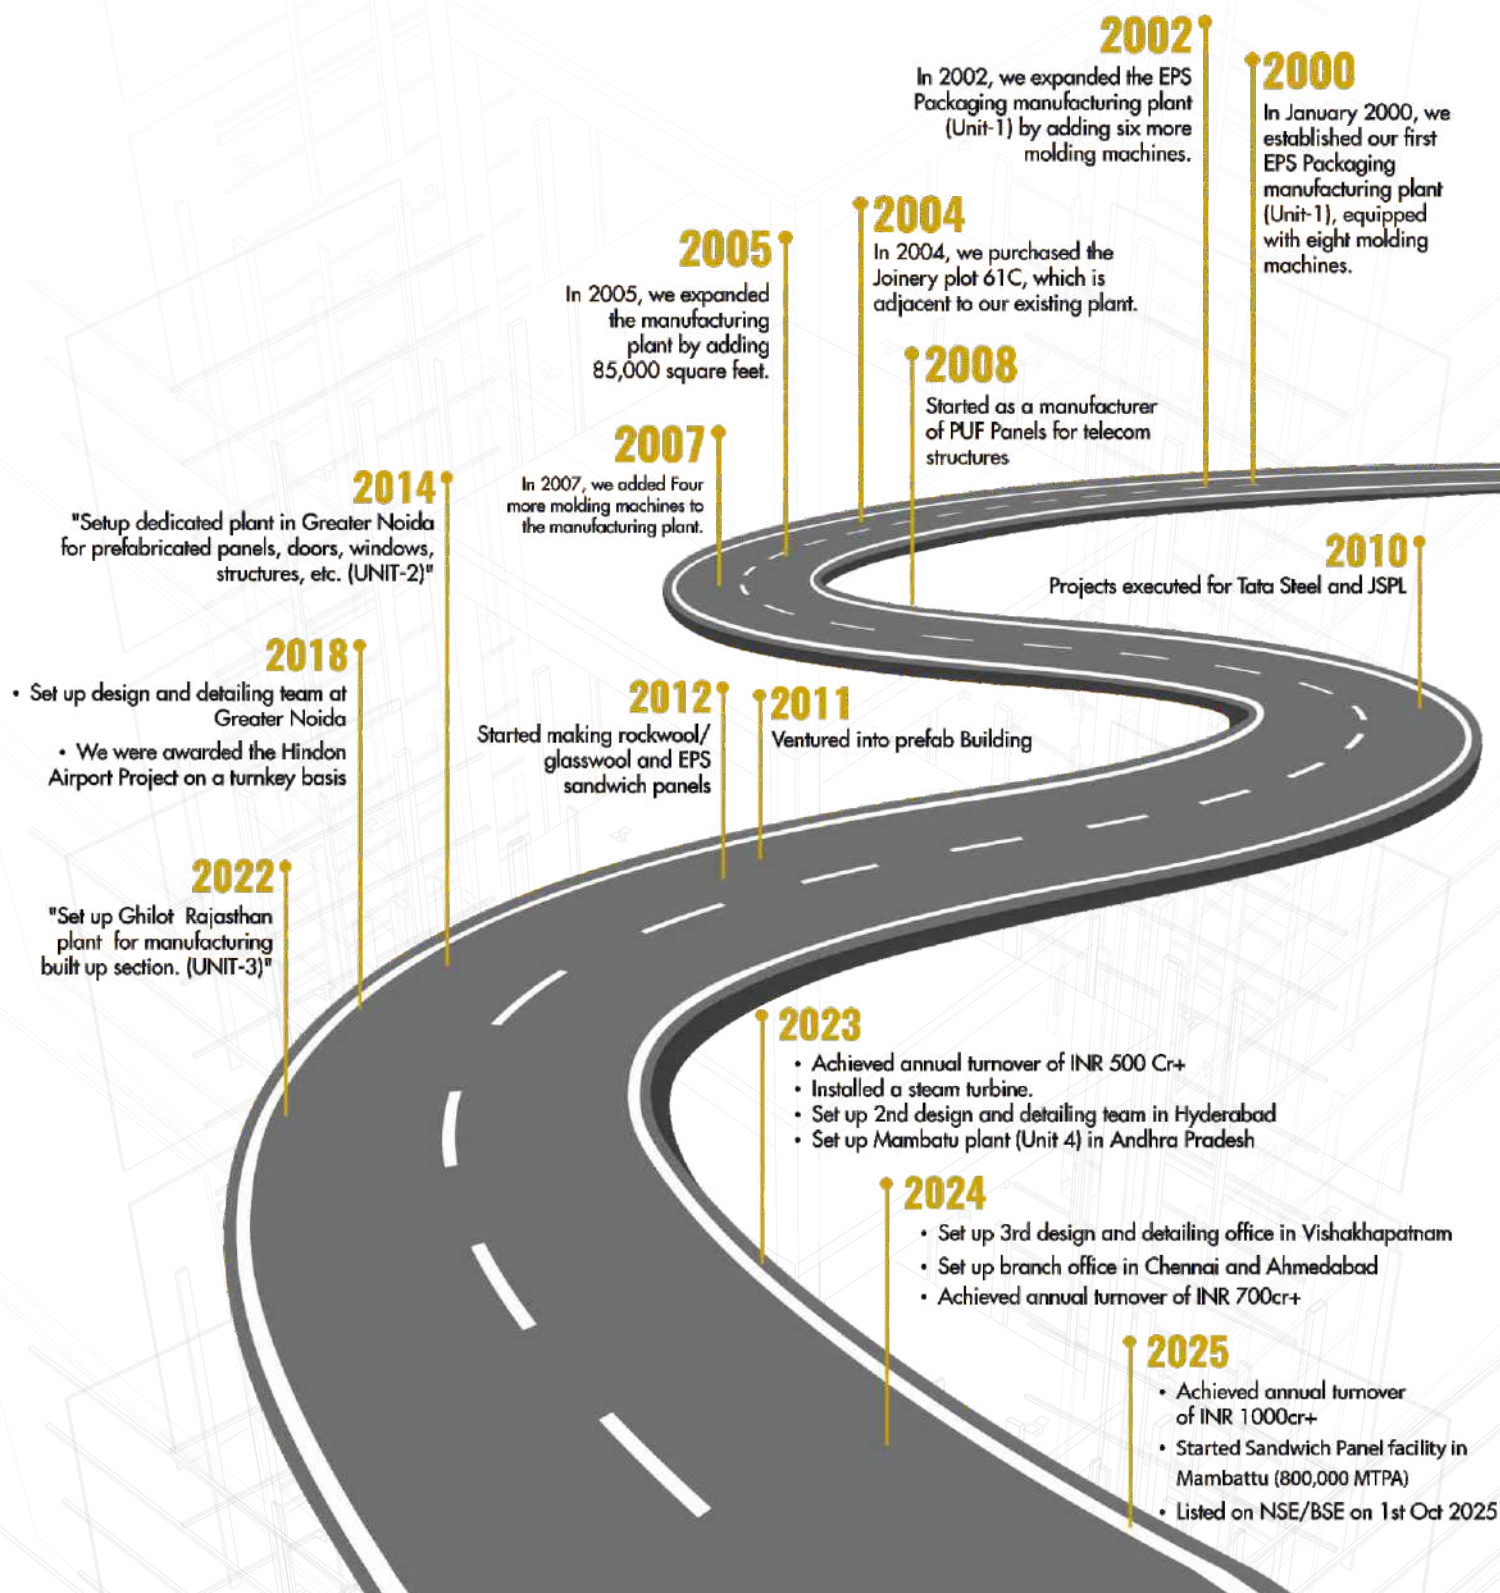 2002
In 2002, we expanded the EPS
Packaging manufacturing plant
(Unit-1) by adding six more
molding machines.
2000
In January 2000, we
established our first
EPS Packaging
manufacturing plant
(Unit-1), equipped
with eight molding
machines.
2004
In 2004, we purchased the
Joinery plot 61C, which is
adjacent to our existing plant.
2005
In 2005, we expanded
the manufacturing
plant by adding
85,000 square feet.
2008
Started as a manufacturer
of PUF Panels for telecom
structures
2007
In 2007, we added Four
more molding machines to
the manufacturing plant.
2014
"Setup dedicated plant in Greater Noida
for prefabricated panels, doors, windows,
structures, etc. (UNIT-2)"
2010
Projects executed for Tata Steel and JSPL
2018
• Set up design and detailing team at
Greater Noida
• We were awarded the Hindon
Airport Project on a turnkey basis
2012
Started making rockwool/
glasswool and EPS
sandwich panels
2011
Ventured into prefab Building
2022
"Set up Ghilot Rajasthan
plant for manufacturing
built up section. (UNIT-3)"
2023
• Achieved annual turnover of INR 500 Cr+
• Installed a steam turbine.
• Set up 2nd design and detailing team in Hyderabad
• Set up Mambatu plant (Unit 4) in Andhra Pradesh
2024
• Set up 3rd design and detailing office in Vishakhapatnam
• Set up branch office in Chennai and Ahmedabad
• Achieved annual turnover of INR 700cr+
2025
• Achieved annual turnover
of INR 1000cr+
• Started Sandwich Panel facility in
Mambattu (800,000 MTPA)
• Listed on NSE/BSE on 1st Oct 2025